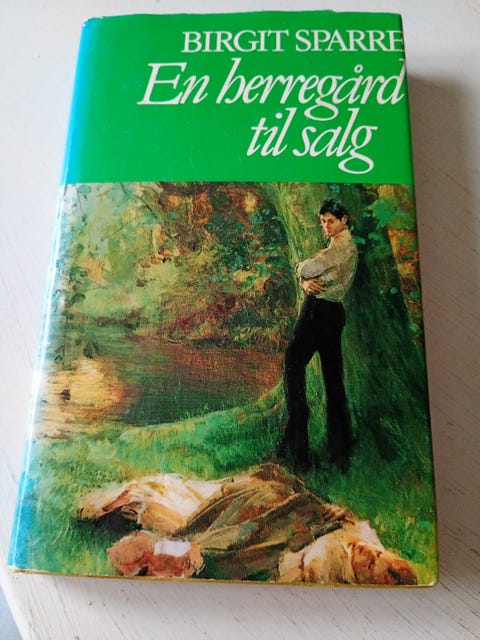 BIRGIT SPARRE
En herregård
til salg